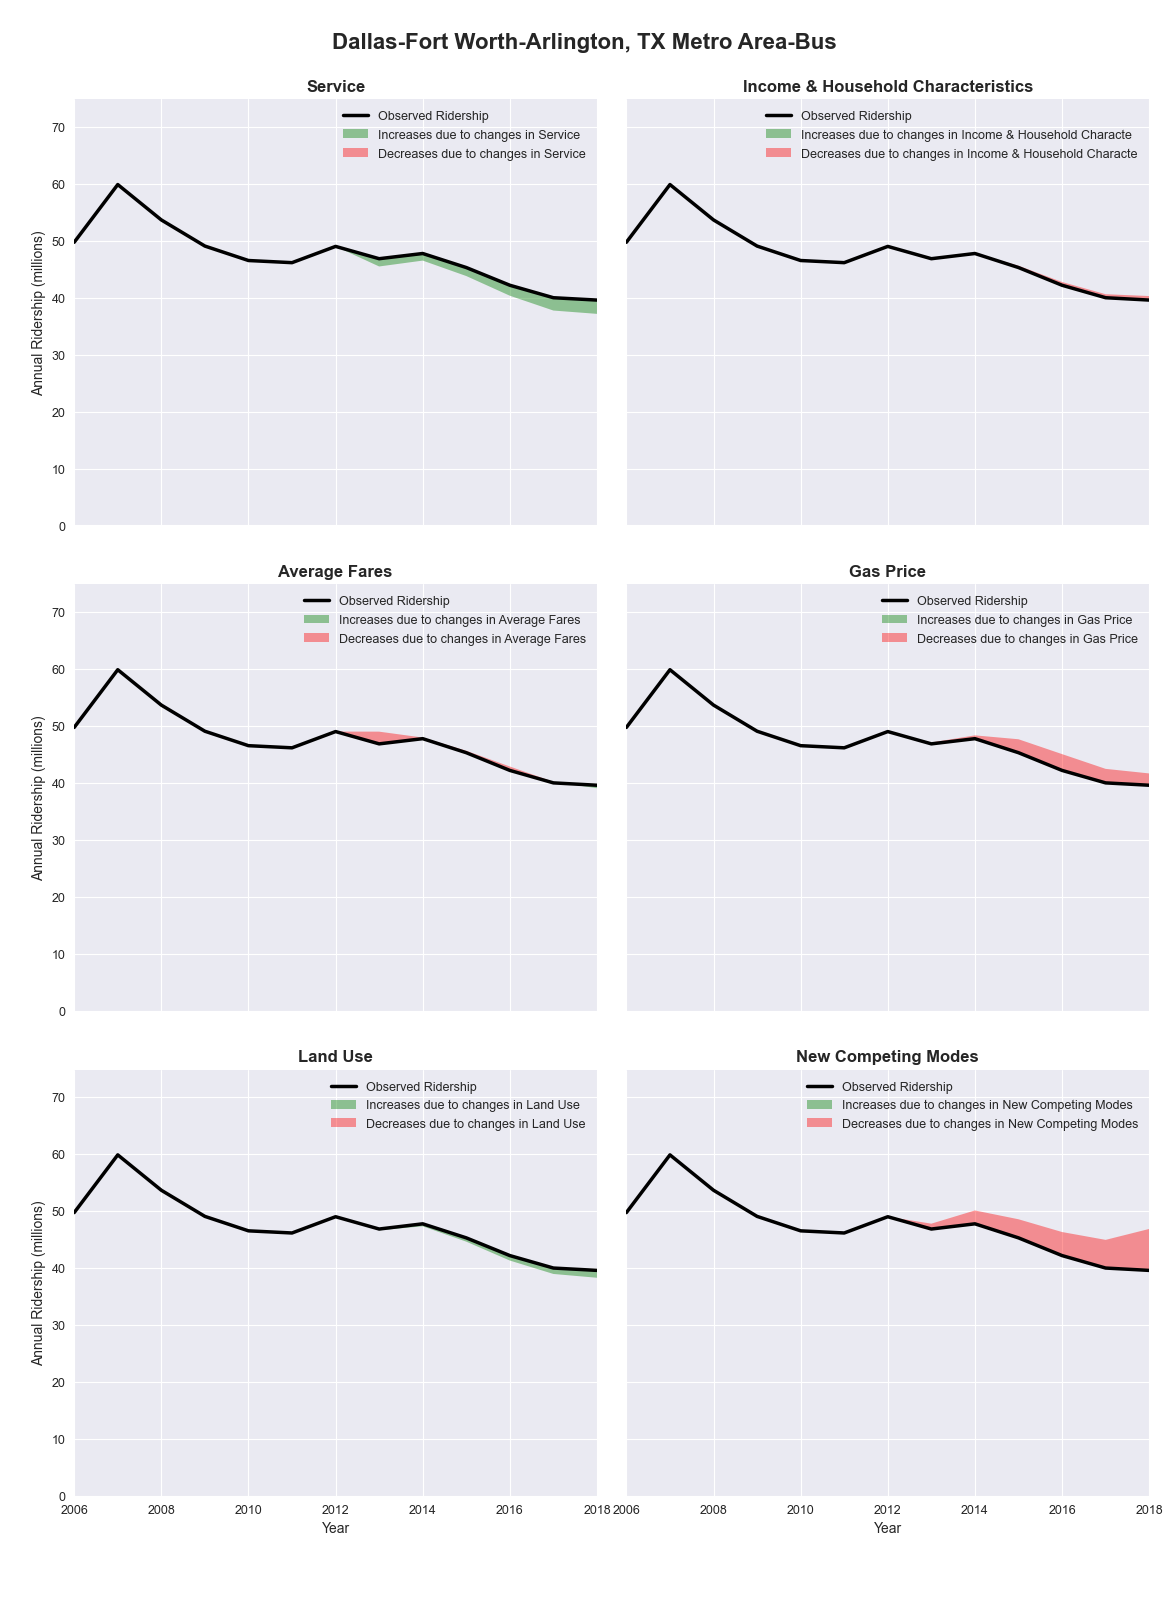 Dallas-Fort Worth-Arlington, TX Metro Area-Bus
Service
Observed Ridership
Increases due to changes in Service
Decreases due to changes in Service
70
60
50
40
30
20
10
0
Annual Ridership (millions)
Income & Household Characteristics
Observed Ridership
Increases due to changes in Income & Household Characte
Decreases due to changes in Income & Household Characte
Average Fares
Observed Ridership
Increases due to changes in Average Fares
Decreases due to changes in Average Fares
70
60
50
40
30
20
10
0
Annual Ridership (millions)
Gas Price
Observed Ridership
Increases due to changes in Gas Price
Decreases due to changes in Gas Price
Land Use
Observed Ridership
Increases due to changes in Land Use
Decreases due to changes in Land Use
70
60
50
40
30
20
10
0
Annual Ridership (millions)
2006 2008 2010 2012 2014 2016 2018
Year
New Competing Modes
Observed Ridership
Increases due to changes in New Competing Modes
Decreases due to changes in New Competing Modes
2006 2008 2010 2012 2014 2016 2018
Year